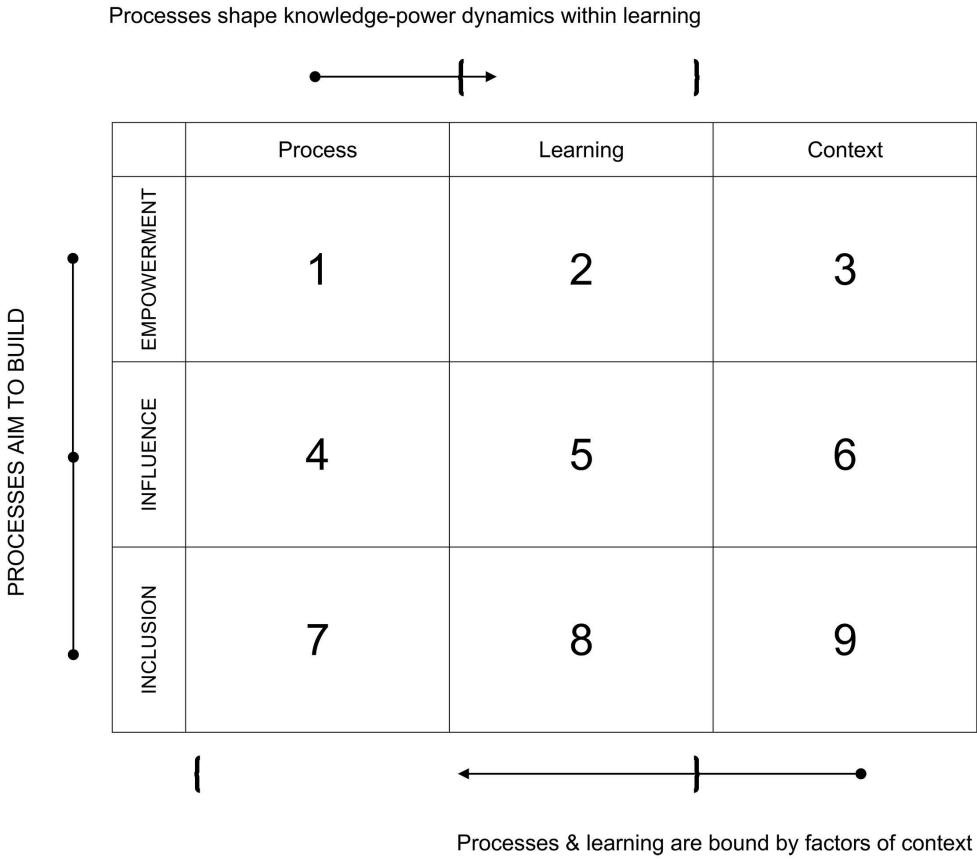 Processes shape knowledge-power dynamics within learning
Process
Learning
Context
PROCESSES AIM TO BUILD
EMPOWERMENT
1
2
3
INFLUENCE
4
5
6
INCLUSION
7
8
9
Processes & learning are bound by factors of context